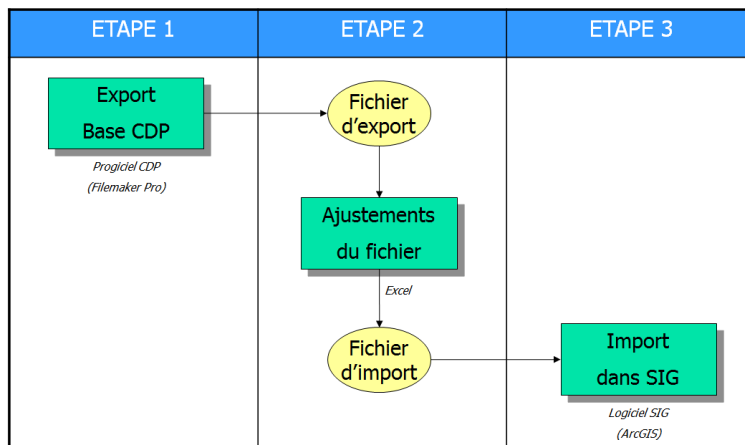 ETAPE 1
ETAPE 2
ETAPE 3
Export
Base CDP
Progiciel CDP
(Filemaker Pro)
Fichier
d'export
Ajustements
du fichier
Excel
Fichier
d'import
Import
dans SIG
Logiciel SIG
(ArcGIS)